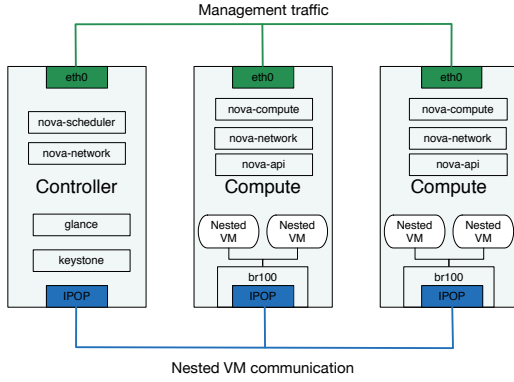 Management traffic
eth0
nova-scheduler
nova-network
Controller
glance
keystone
IPOP
eth0
nova-compute
nova-network
nova-api
Compute
Nested
VM
Nested
VM
br100
IPOP
eth0
nova-compute
nova-network
nova-api
Compute
Nested
VM
Nested
VM
br100
IPOP
Nested VM communication